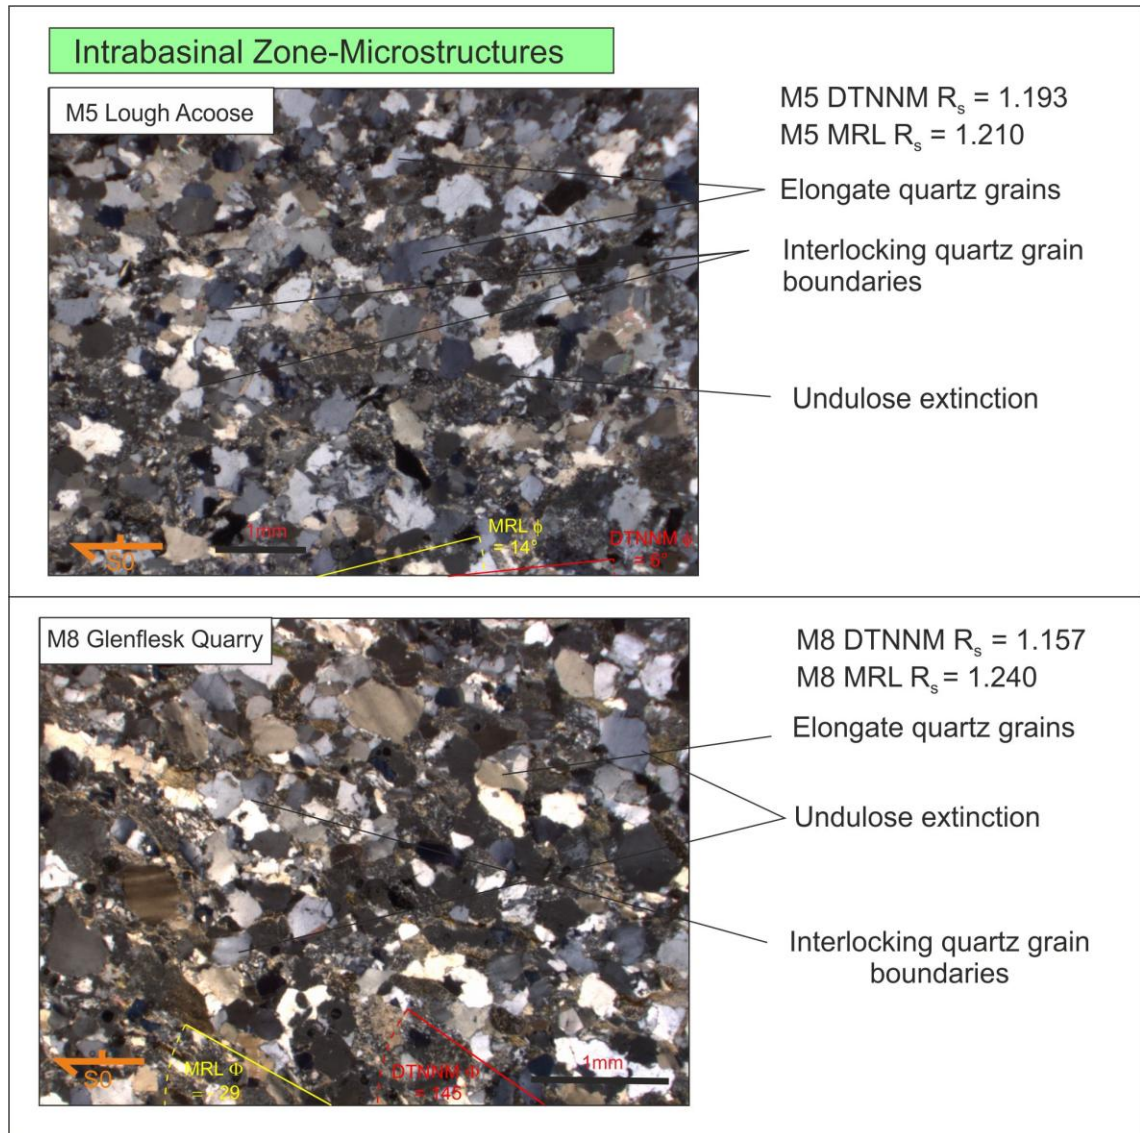 Intrabasinal Zone-Microstructures
M5 Lough Acoose
M5 DTNNM Rs = 1.193
M5 MRL Rs = 1.210
Elongate quartz grains
Interlocking quartz grain
boundaries
Undulose extinction
1mm
S0
MRL ϕ
= 14°
DTNNM ϕ
= 6°
M8 Glenflesk Quarry
M8 DTNNM Rs = 1.157
M8 MRL Rs = 1.240
Elongate quartz grains
Undulose extinction
Interlocking quartz grain
boundaries
S0
MRL Φ
29
DTNNM Φ
= 146
1mm